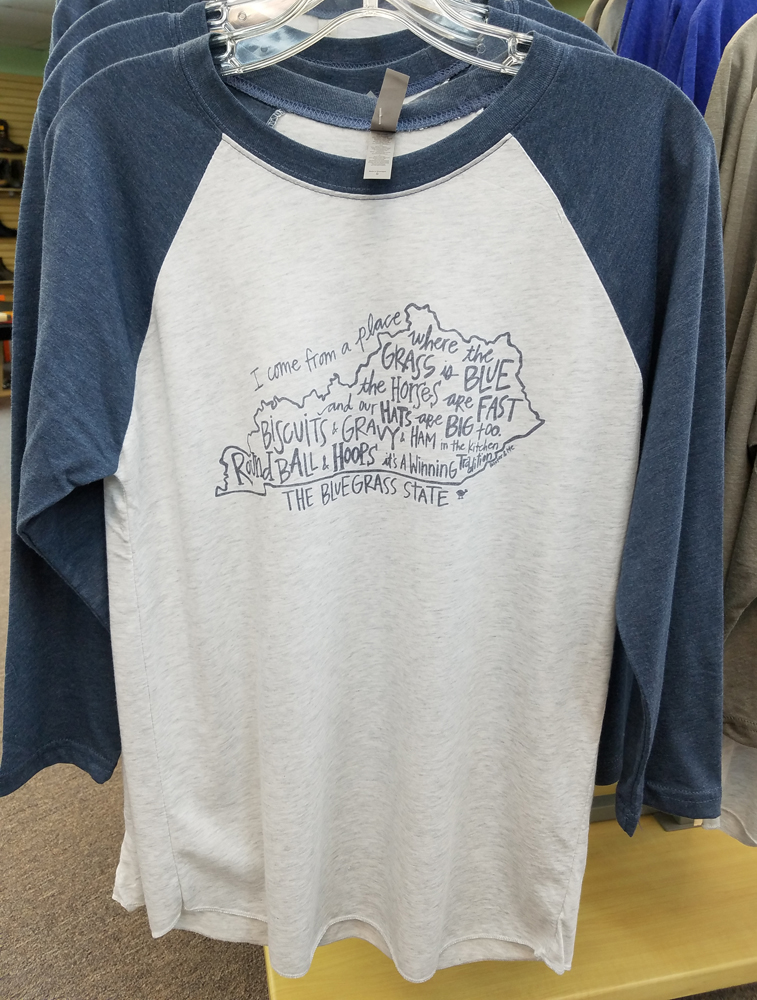 I come from a place
where the
GRASS is BLUE
the HORSES are FAST
and our HATS are BIG too.
BISCUITS & GRAVY & HAM in the kitchen
Round BALL & HOOPS it's A Winning Tradition
THE BLUEGRASS STATE